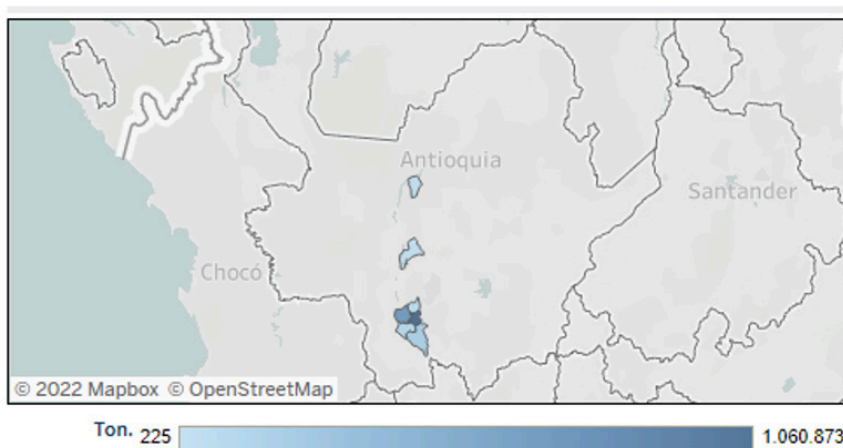 Antioquia
Santander
Chocó
© 2022 Mapbox © OpenStreetMap
Ton. 225 1.060.873